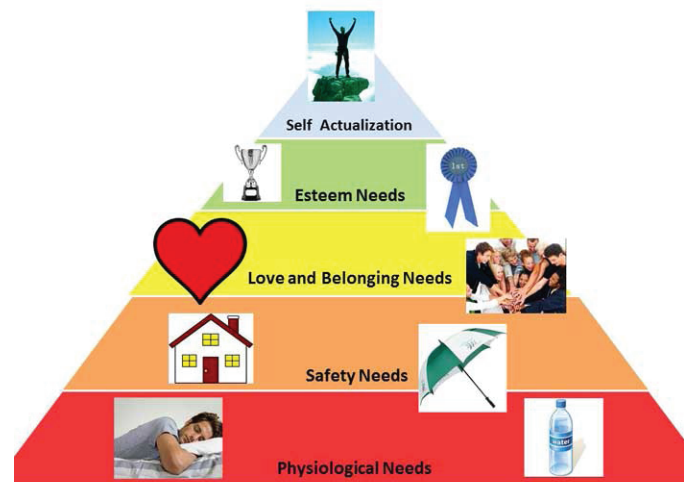 Self Actualization
1st
Esteem Needs
Love and Belonging Needs
Safety Needs
water
Physiological Needs